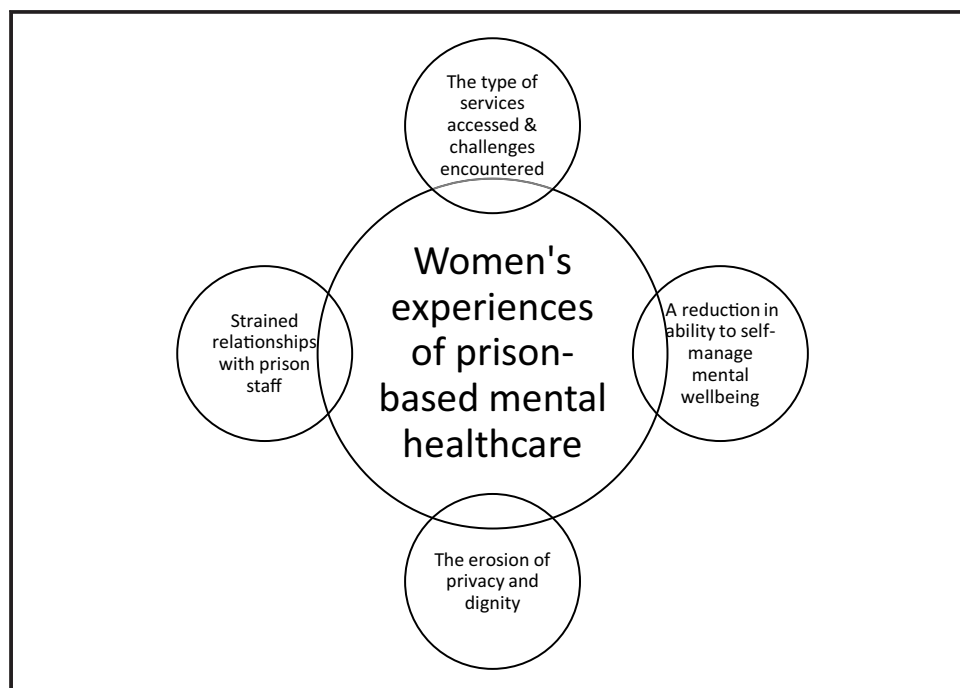 The type of
services
accessed &
challenges
encountered
Women's
experiences
of prison-
based mental
healthcare
Strained
relationships
with prison
staff
A reduction in
ability to self-
manage
mental
wellbeing
The erosion of
privacy and
dignity